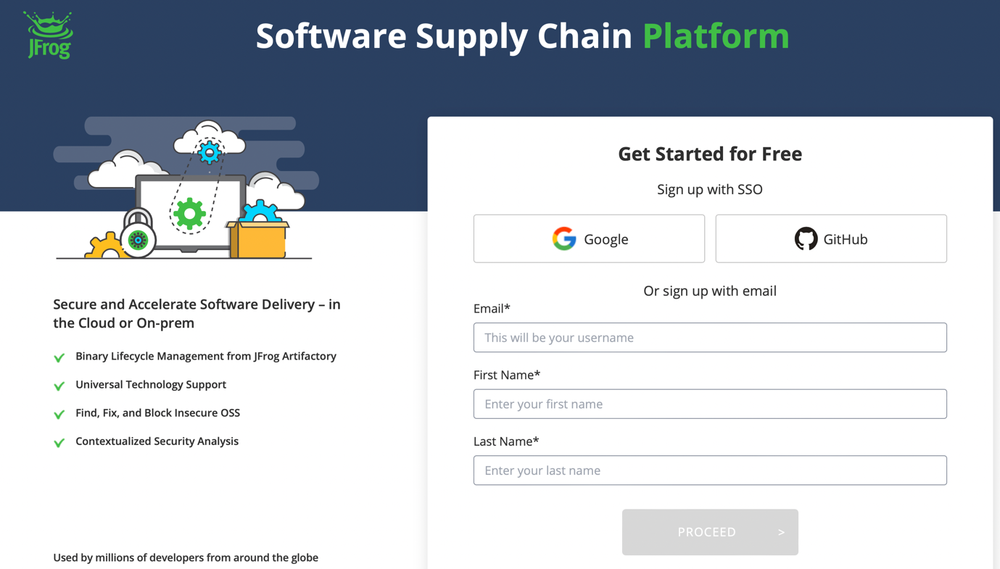 JFrog
Software Supply Chain Platform
Secure and Accelerate Software Delivery – in
the Cloud or On-prem
Binary Lifecycle Management from JFrog Artifactory
Universal Technology Support
Find, Fix, and Block Insecure OSS
Contextualized Security Analysis
Used by millions of developers from around the globe
Get Started for Free
Sign up with SSO
Google
GitHub
Or sign up with email
Email*
This will be your username
First Name*
Enter your first name
Last Name*
Enter your last name
PROCEED >